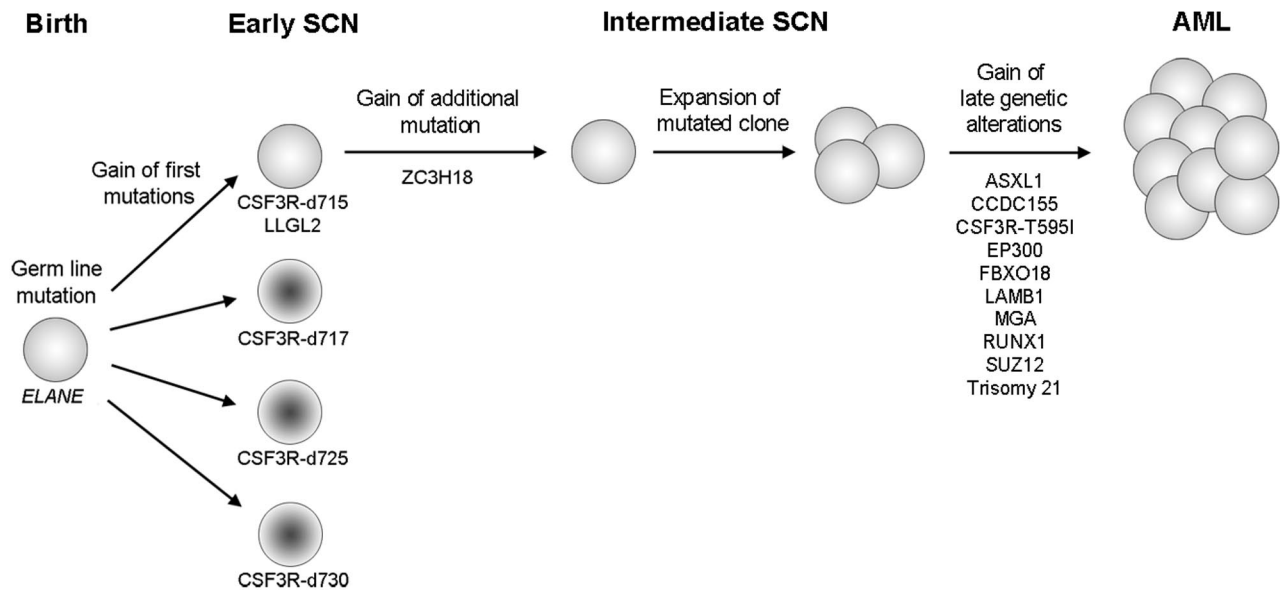 Birth
Early SCN
Intermediate SCN
AML
Gain of first
mutations
Germ line
mutation
ELANE
CSF3R-d715
LLGL2
CSF3R-d717
CSF3R-d725
CSF3R-d730
Gain of additional
mutation
ZC3H18
Expansion of
mutated clone
Gain of
late genetic
alterations
ASXL1
CCDC155
CSF3R-T595I
EP300
FBXO18
LAMB1
MGA
RUNX1
SUZ12
Trisomy 21